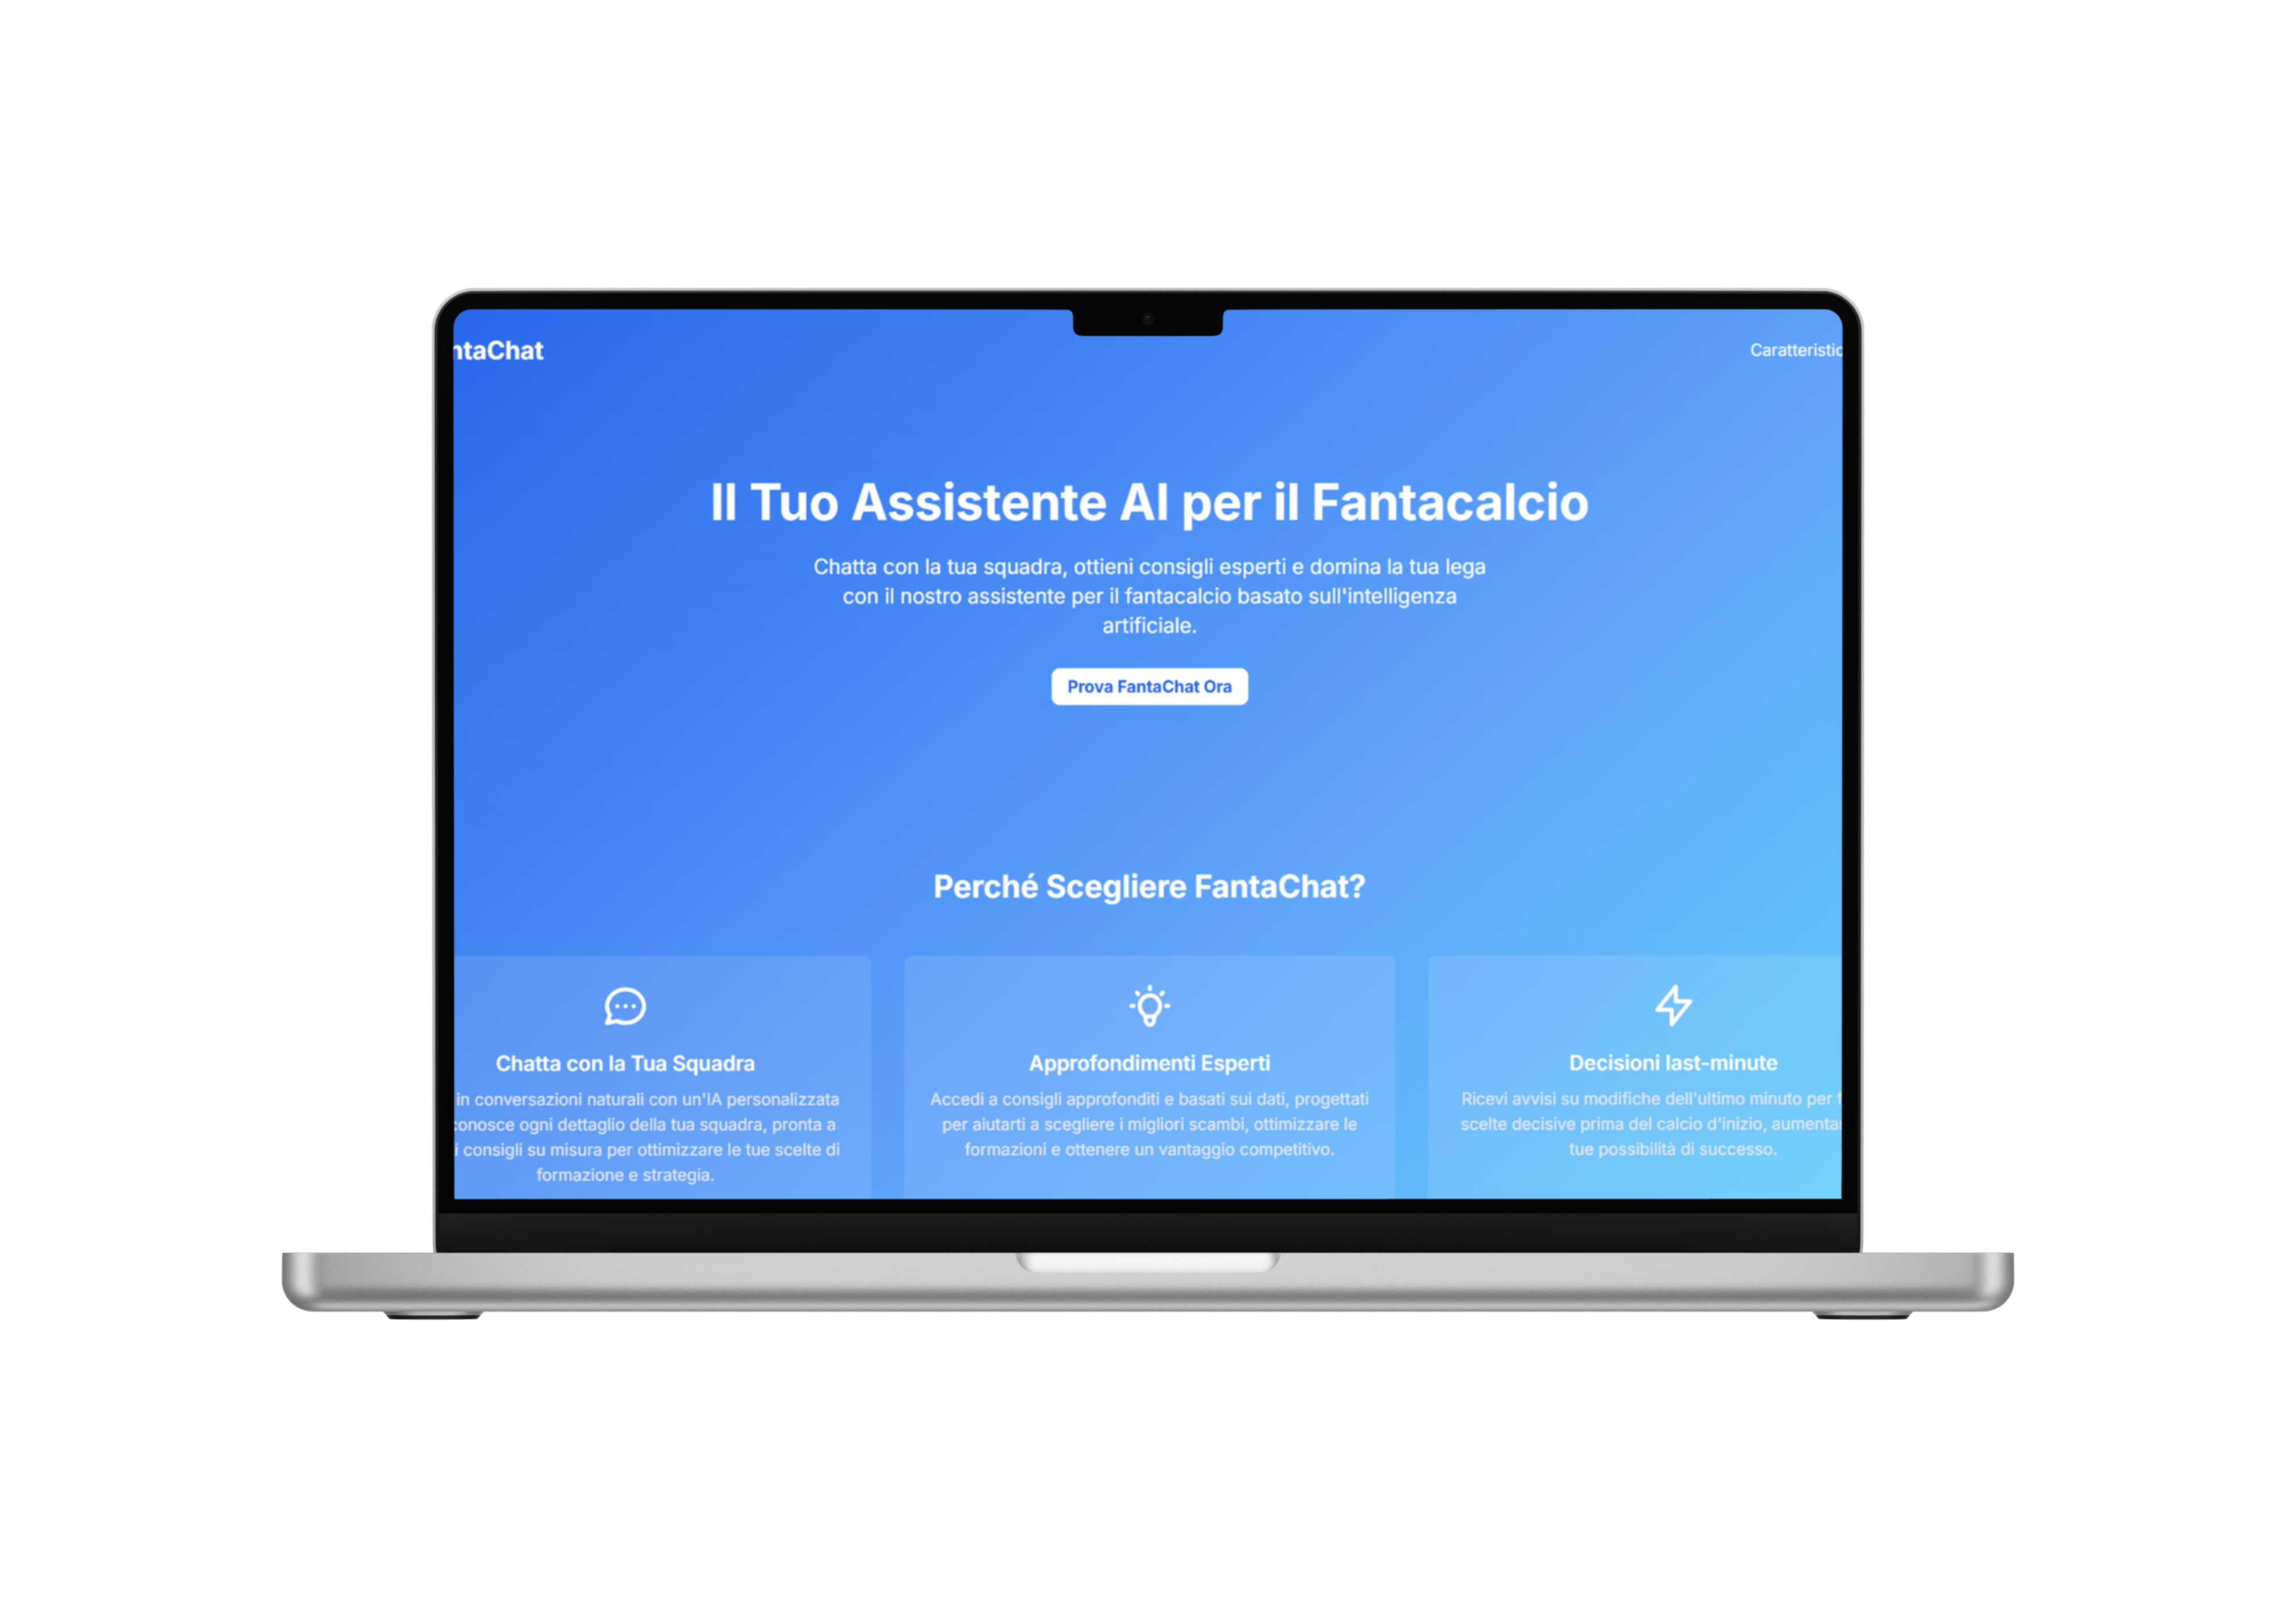 ntaChat
Caratteristic
Il Tuo Assistente AI per il Fantacalcio
Chatta con la tua squadra, ottieni consigli esperti e domina la tua lega
con il nostro assistente per il fantacalcio basato sull'intelligenza
artificiale.
Prova FantaChat Ora
Perché Scegliere FantaChat?
Chatta con la Tua Squadra
in conversazioni naturali con un'IA personalizzata
conosce ogni dettaglio della tua squadra, pronta a
i consigli su misura per ottimizzare le tue scelte di
formazione e strategia.
Approfondimenti Esperti
Accedi a consigli approfonditi e basati sui dati, progettati
per aiutarti a scegliere i migliori scambi, ottimizzare le
formazioni e ottenere un vantaggio competitivo.
Decisioni last-minute
Ricevi avvisi su modifiche dell'ultimo minuto per f
scelte decisive prima del calcio d'inizio, aumenta
tue possibilità di successo.